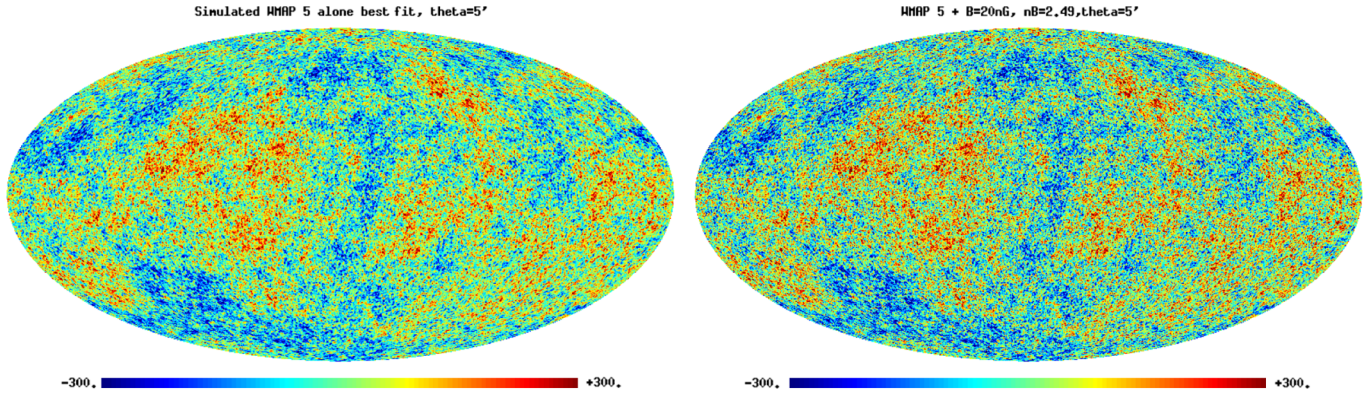 Simulated WMAP 5 alone best fit, theta=5'
WMAP 5 + B=20nG, nB=2.49,theta=5'
-300. +300.
-300. +300.